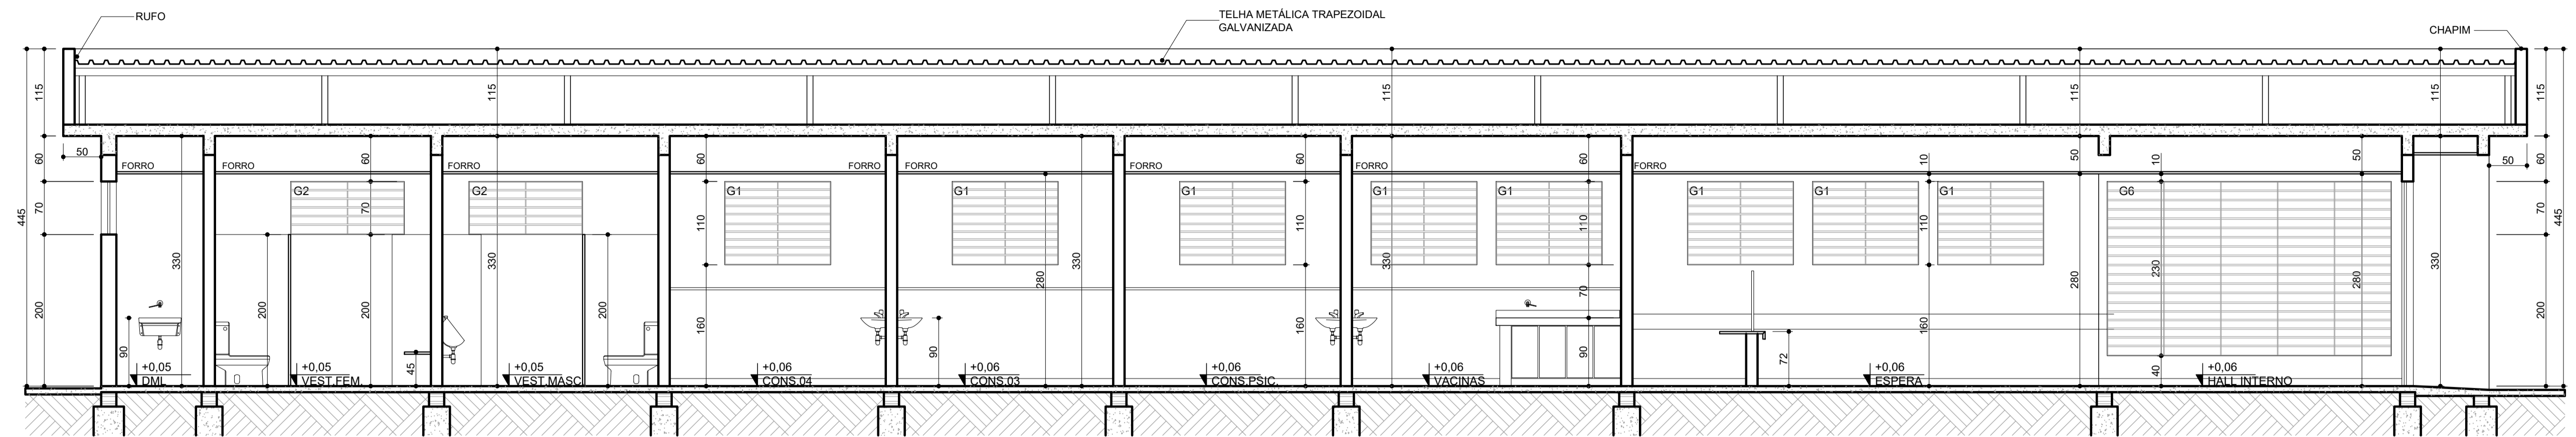 RUFO
TELHA METÁLICA TRAPEZOIDAL
GALVANIZADA
CHAPIM
115
115
115
115
115
115
445
60
50
FORRO
FORRO
60
FORRO
60
FORRO
FORRO
FORRO
60
FORRO
60
FORRO
10
50
10
50
50
60
445
70
G2
70
G2
G1
110
G1
G1
110
G1
G1
110
G1
G1
110
G1
G6
70
330
330
280
330
330
280
230
280
330
200
200
200
200
160
160
70
160
200
90
45
90
90
72
40
+0,05
DML
+0,05
VEST.FEM.
+0,05
VEST.MASC.
+0,06
CONS.04
+0,06
CONS.03
+0,06
CONS.PSIC.
+0,06
VACINAS
+0,06
ESPERA
+0,06
HALL INTERNO